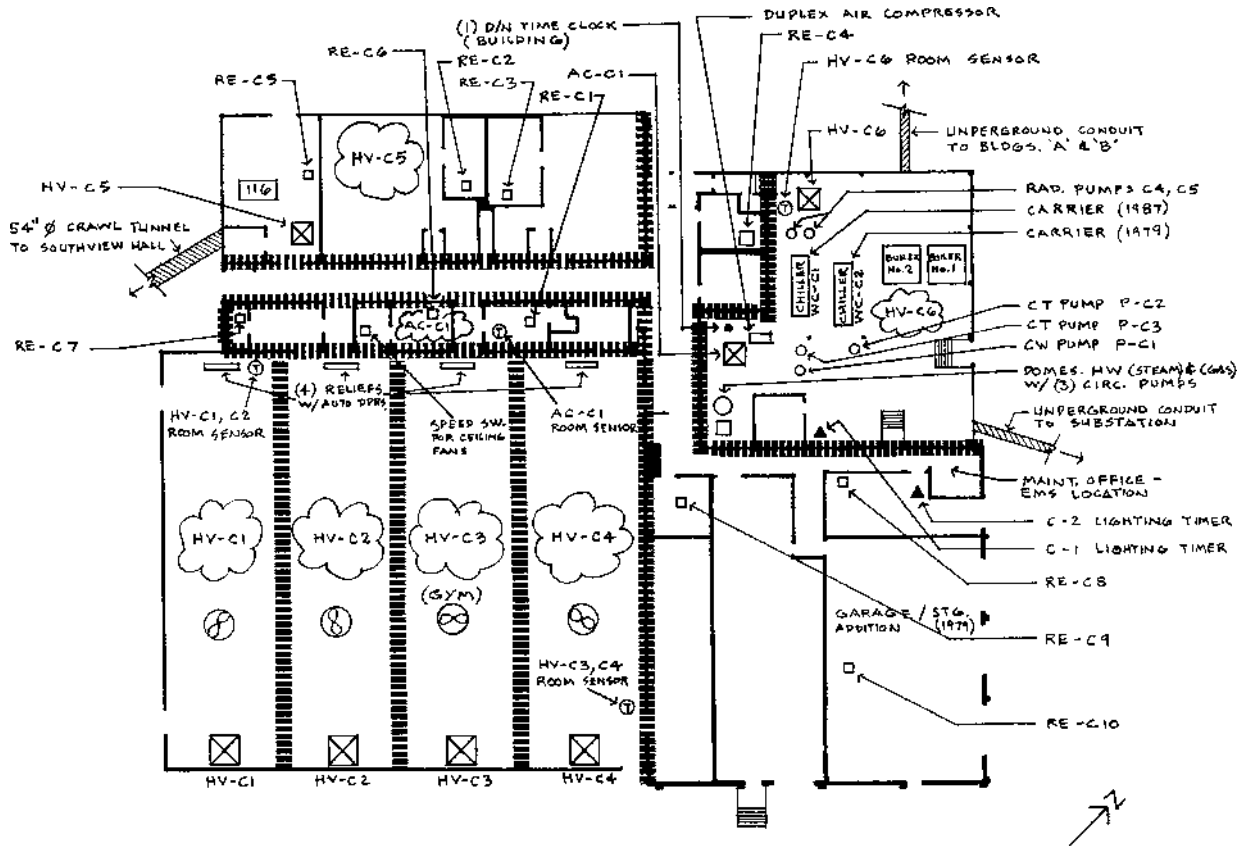 (1) D/N TIME CLOCK
(BUILDING)
DUPLEX AIR COMPRESSOR
RE-C4
RE-C6
RE-C2
RE-C3
RE-C1
AC-C1
HV-C6 ROOM SENSOR
RE-C5
HV-C6
UNDERGROUND CONDUIT
TO BLDGS. 'A' & 'B'
HV-C5
HV-C5
116
RAD. PUMPS C4, C5
CARRIER (1987)
CARRIER (1979)
54" Ø CRAWL TUNNEL
TO SOUTHVIEW HALL
CHILLER
WC-C1
CHILLER
WC-C2
BOILER
No. 2
BOILER
No. 1
HV-C6
AC-C1
CT PUMP P-C2
CT PUMP P-C3
CW PUMP P-C1
RE-C7
DOMES. HW (STEAM) & (GAS)
W/ (3) CIRC. PUMPS
(4) RELIEFS
W/ AUTO DPRS
HV-C1, C2
ROOM SENSOR
SPEED SW.
FOR CEILING
FANS
AC-C1
ROOM SENSOR
UNDERGROUND CONDUIT
TO SUBSTATION
MAINT. OFFICE -
EMS LOCATION
C-2 LIGHTING TIMER
C-1 LIGHTING TIMER
HV-C1
HV-C2
HV-C3
HV-C4
RE-C8
(GYM)
GARAGE / STG.
ADDITION (1979)
RE-C9
HV-C3, C4
ROOM SENSOR
RE-C10
HV-C1
HV-C2
HV-C3
HV-C4
N